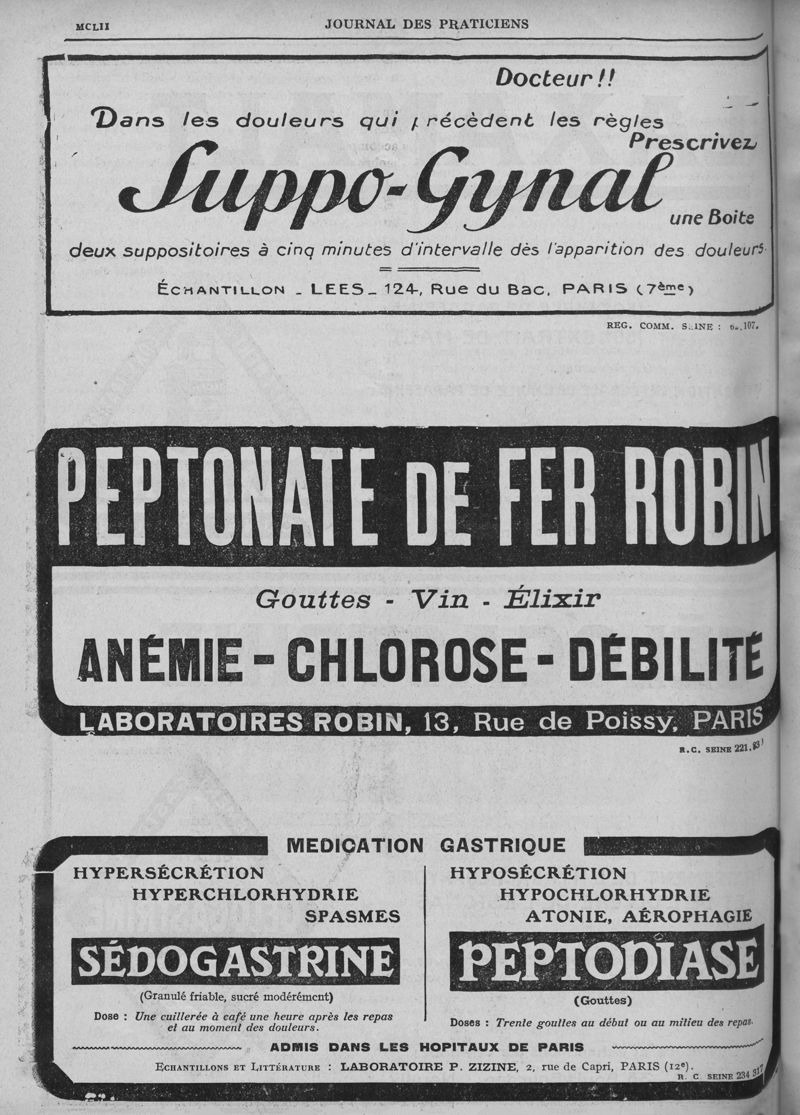 MCLII
JOURNAL DES PRATICIENS
Docteur!!
Dans les douleurs qui précèdent les règles
Prescrivez
Suppo-Gynal
une Boite
deux suppositoires à cinq minutes d'intervalle dès l'apparition des douleurs.
ÉCHANTILLON - LEES - 124, Rue du Bac, PARIS (7ème)
REG. COMM. SEINE :
PEPTONATE DE FER ROBIN
Gouttes - Vin - Élixir
ANÉMIE - CHLOROSE - DÉBILITÉ
LABORATOIRES ROBIN, 13, Rue de Poissy, PARIS
R.C. SEINE
MEDICATION GASTRIQUE
HYPERSÉCRÉTION
HYPERCHLORHYDRIE
SPASMES
SÉDOGASTRINE
(Granulé friable, sucré modérément)
Dose : Une cuillerée à café une heure après les repas
et au moment des douleurs.
HYPOSÉCRÉTION
HYPOCHLORHYDRIE
ATONIE, AÉROPHAGIE
PEPTODIASE
(Gouttes)
Doses : Trente gouttes au début ou au milieu des repas.
ADMIS DANS LES HOPITAUX DE PARIS
ECHANTILLONS ET LITTÉRATURE : LABORATOIRE P. ZIZINE, 2, rue de Capri, PARIS (12e).
R. C. SEINE 234 217